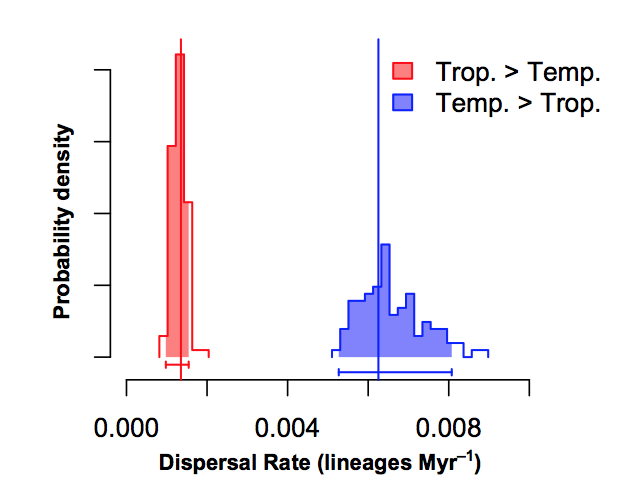 Trop. > Temp.
Temp. > Trop.
Probability density
0.000 0.004 0.008
Dispersal Rate (lineages Myr⁻¹)